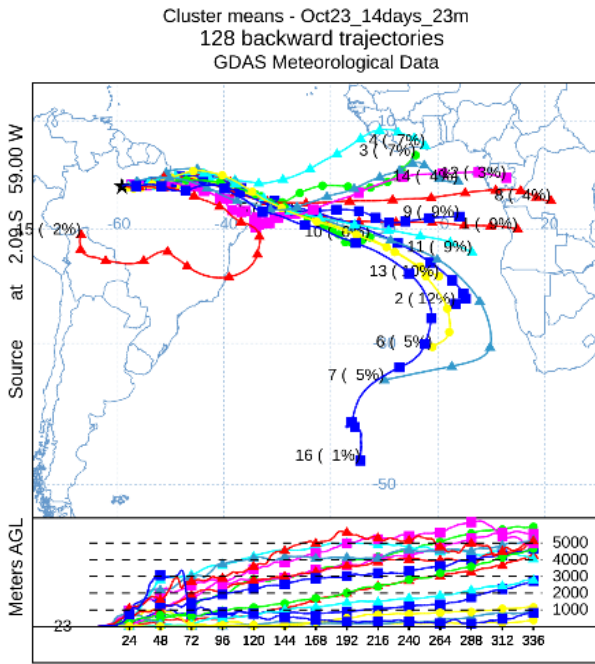 Cluster means - Oct23_14days_23m
128 backward trajectories
GDAS Meteorological Data
Source at 2.00 S 59.00 W
10
4 ( 7%)
3 ( 7%)
14 ( 4%)
12 ( 3%)
8 ( 4%)
9 ( 9%)
1 ( 9%)
15 ( 2%)
-60
-40
20
11 ( 9%)
13 ( 10%)
2 (12%)
6 ( 5%)
7 ( 5%)
16 ( 1%)
-50
Meters AGL
5000
4000
3000
2000
1000
23
24 48 72 96 120 144 168 192 216 240 264 288 312 336